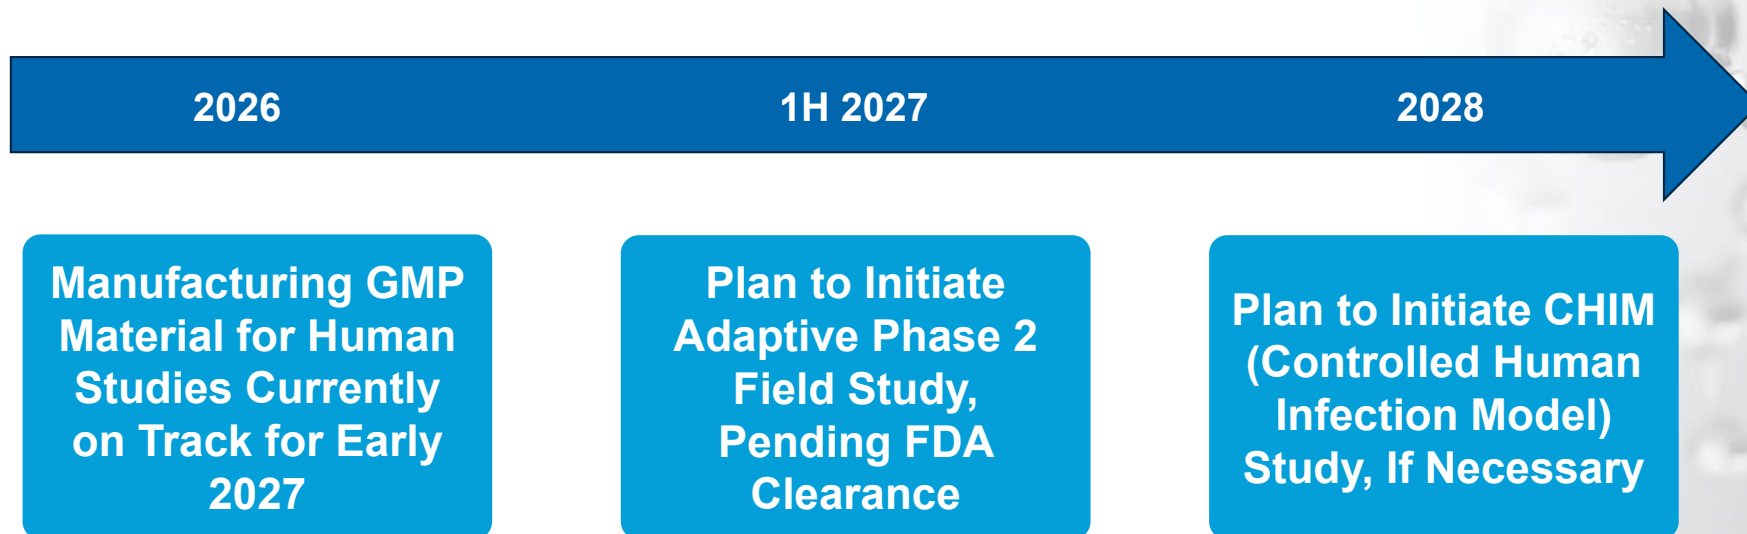 2026
1H 2027
2028
Manufacturing GMP
Material for Human
Studies Currently
on Track for Early
2027
Plan to Initiate
Adaptive Phase 2
Field Study,
Pending FDA
Clearance
Plan to Initiate CHIM
(Controlled Human
Infection Model)
Study, If Necessary